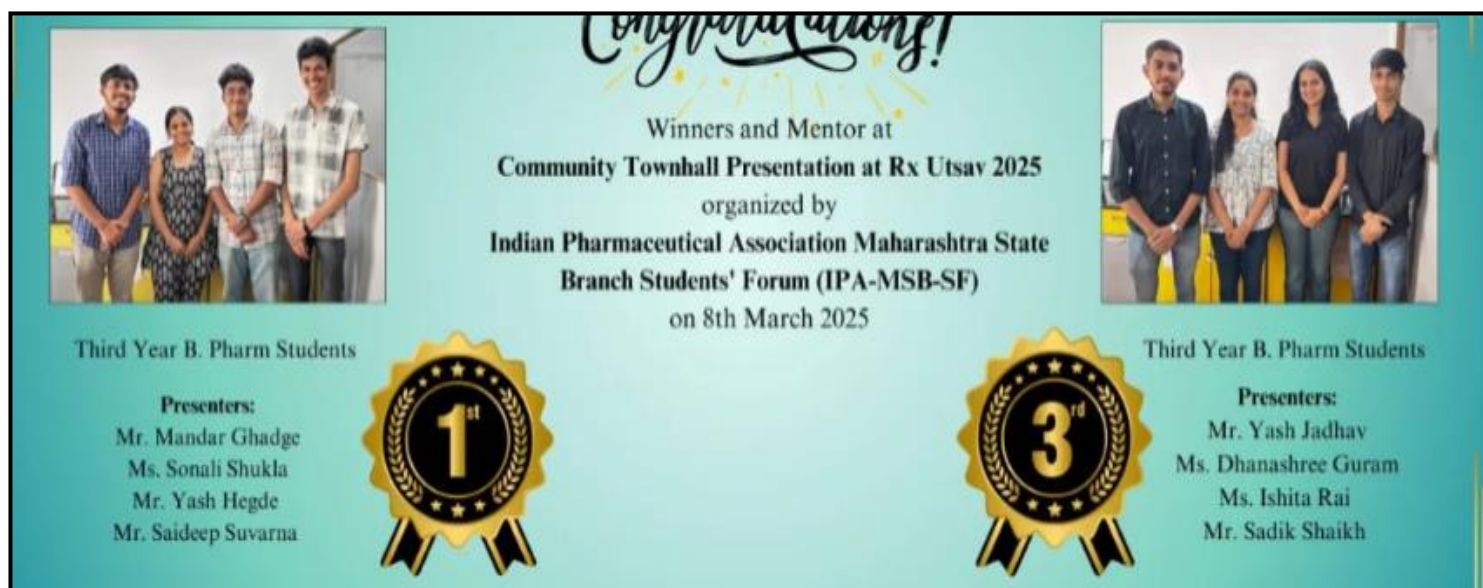 Congratulations!
Winners and Mentor at
Community Townhall Presentation at Rx Utsav 2025
organized by
Indian Pharmaceutical Association Maharashtra State
Branch Students' Forum (IPA-MSB-SF)
on 8th March 2025
Third Year B. Pharm Students
Presenters:
Mr. Mandar Ghadge
Ms. Sonali Shukla
Mr. Yash Hegde
Mr. Saideep Suvarna
1st
Third Year B. Pharm Students
Presenters:
Mr. Yash Jadhav
Ms. Dhanashree Guram
Ms. Ishita Rai
Mr. Sadik Shaikh
3rd